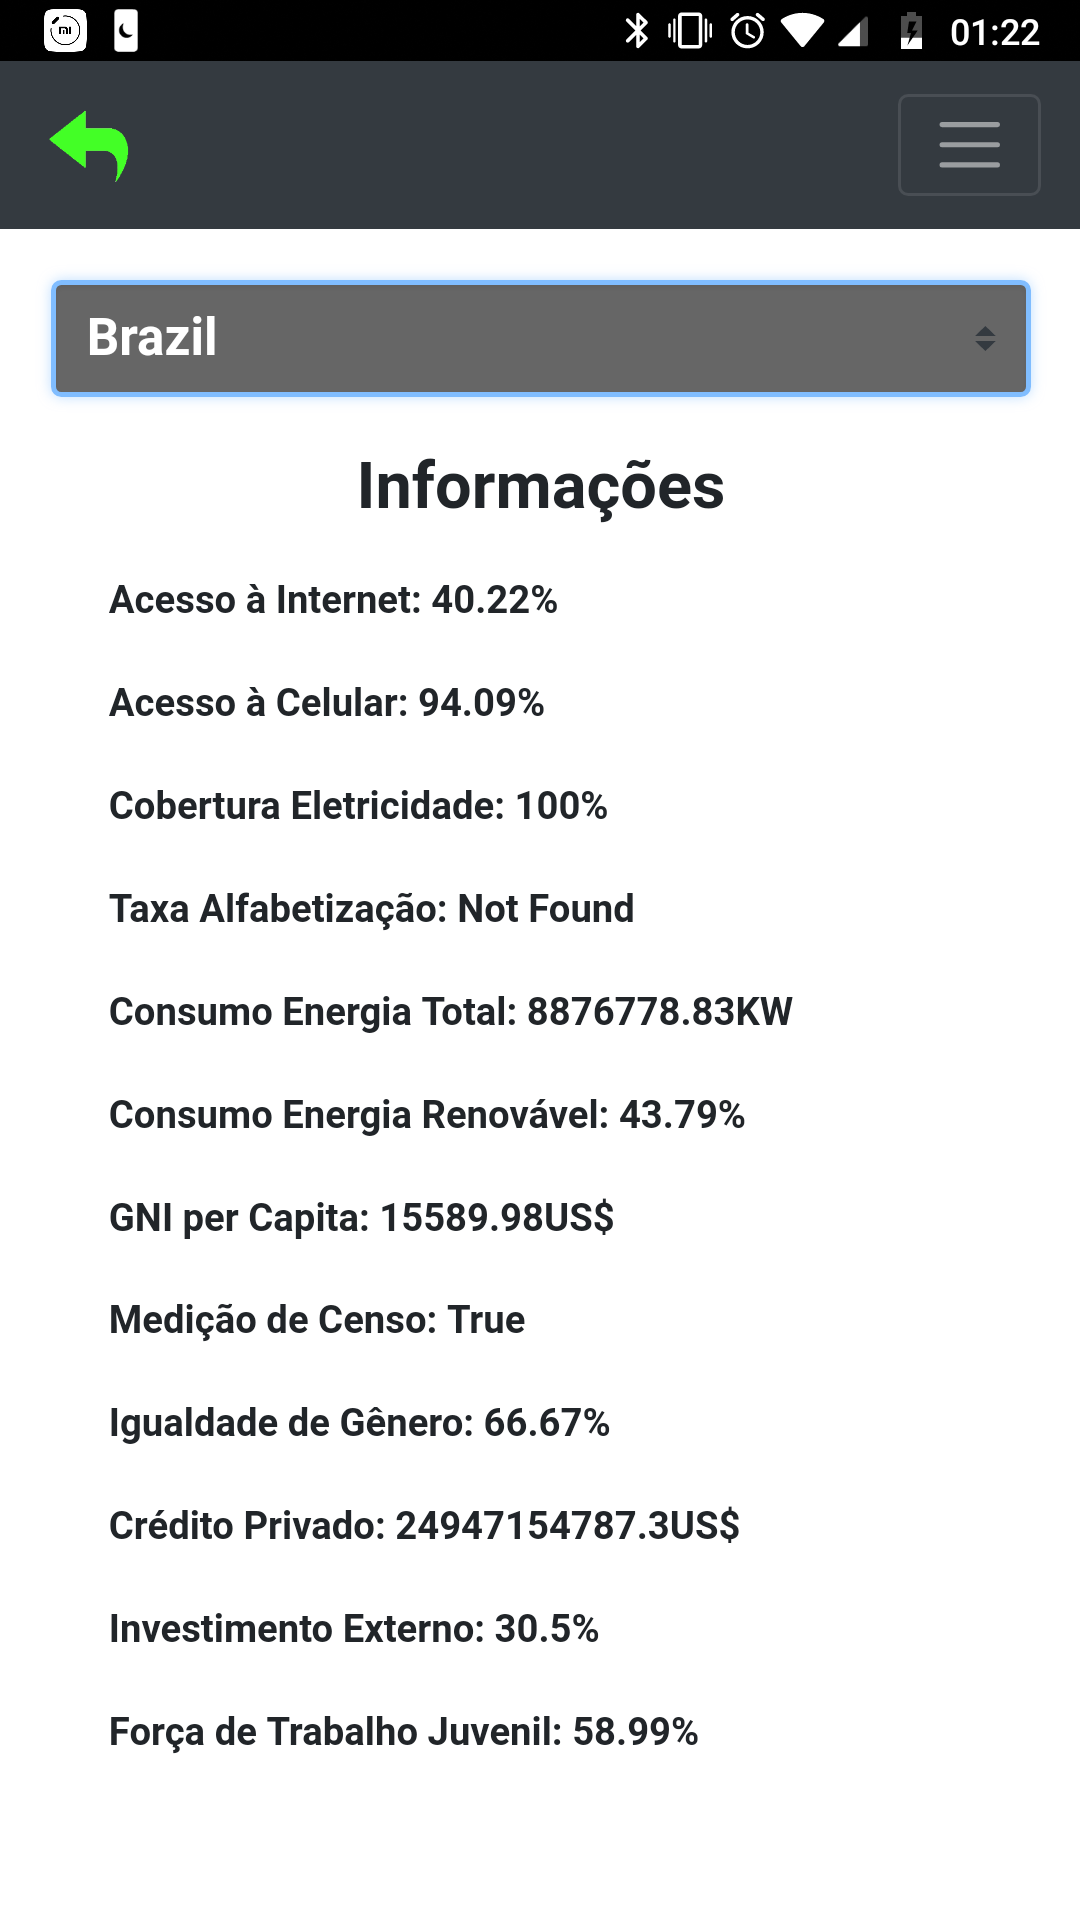 01:22
Brazil
Informações
Acesso à Internet: 40.22%
Acesso à Celular: 94.09%
Cobertura Eletricidade: 100%
Taxa Alfabetização: Not Found
Consumo Energia Total: 8876778.83KW
Consumo Energia Renovável: 43.79%
GNI per Capita: 15589.98US$
Medição de Censo: True
Igualdade de Gênero: 66.67%
Crédito Privado: 24947154787.3US$
Investimento Externo: 30.5%
Força de Trabalho Juvenil: 58.99%